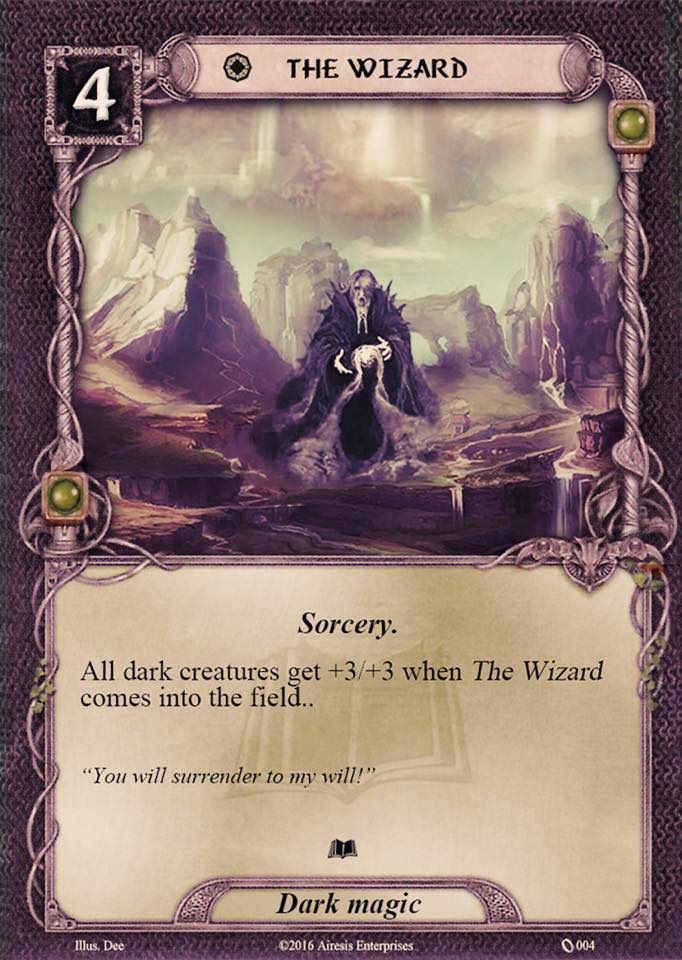 4
THE WIZARD
Sorcery.
All dark creatures get +3/+3 when The Wizard
comes into the field..
“You will surrender to my will!”
Dark magic
Illus. Dee
©2016 Airesis Enterprises
004